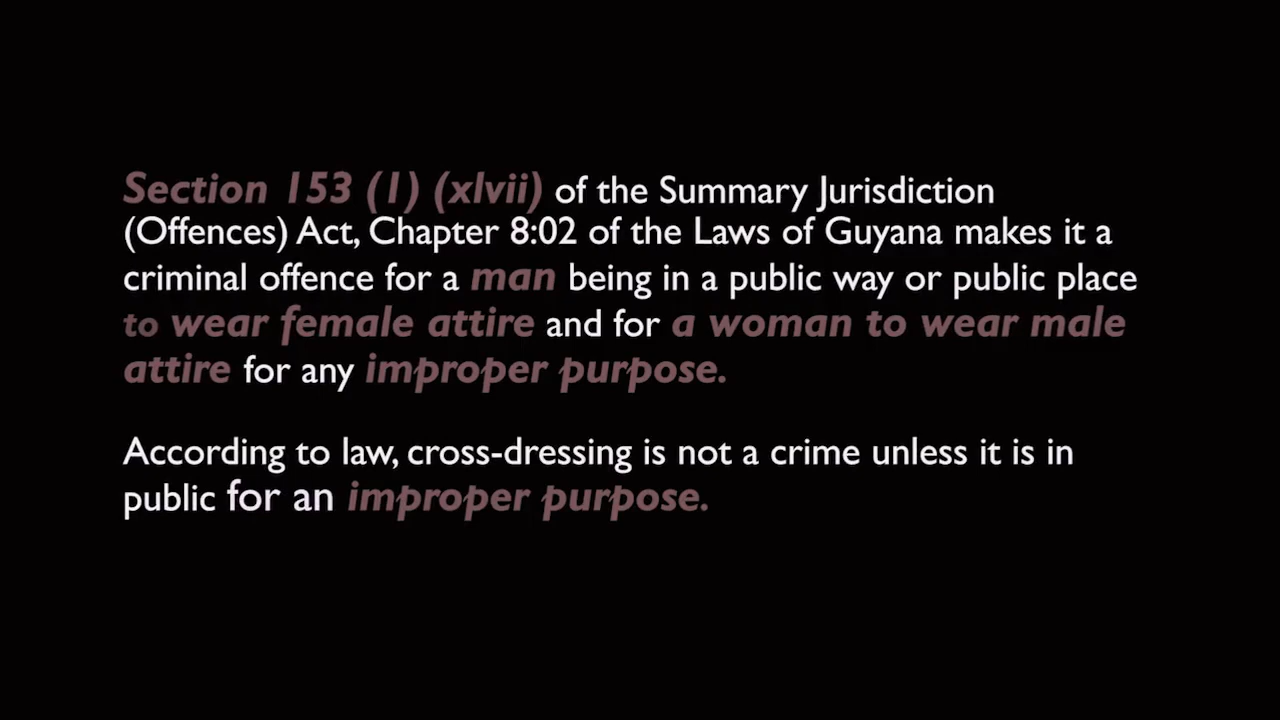 Section 153 (1) (xlvii) of the Summary Jurisdiction
(Offences) Act, Chapter 8:02 of the Laws of Guyana makes it a
criminal offence for a man being in a public way or public place
to wear female attire and for a woman to wear male
attire for any improper purpose.
According to law, cross-dressing is not a crime unless it is in
public for an improper purpose.